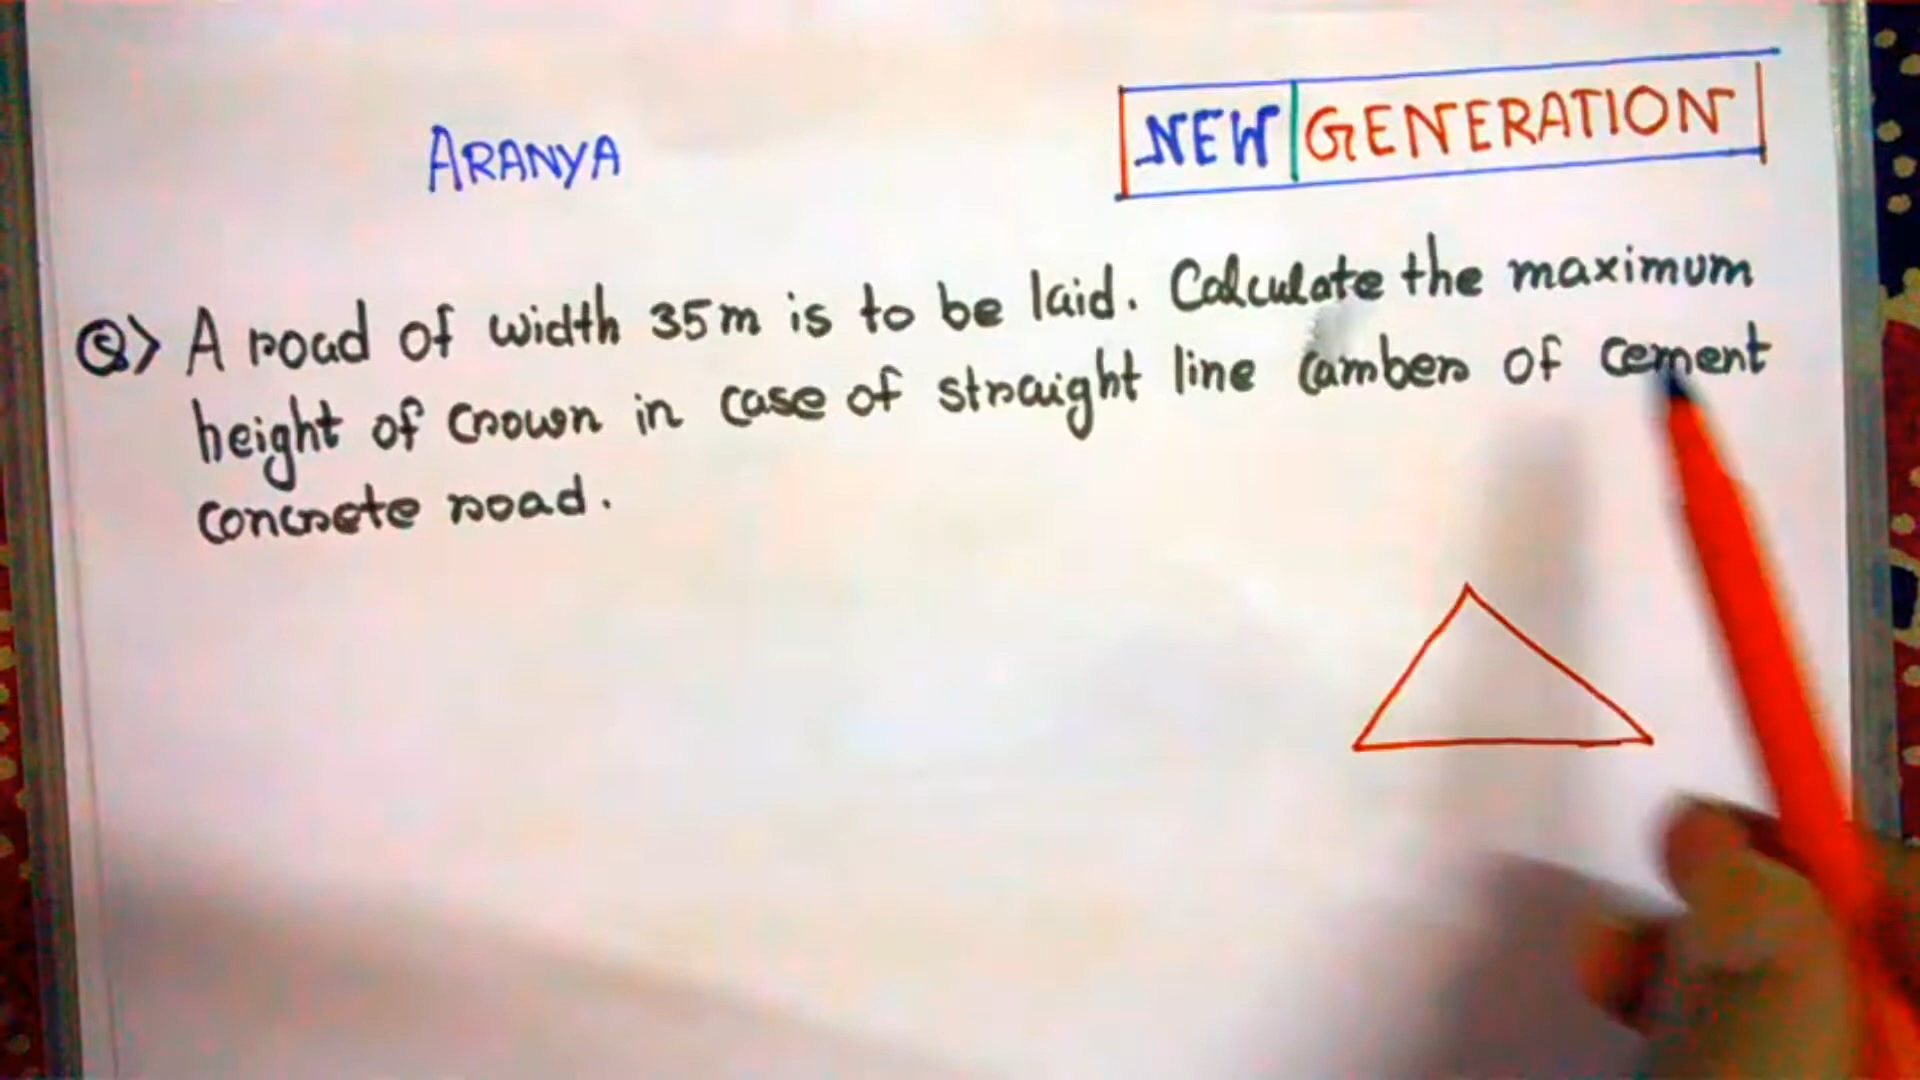 ARANYA
NEW GENERATION
Q> A road of width 35m is to be laid. Calculate the maximum
height of crown in case of straight line camber of cement
concrete road.